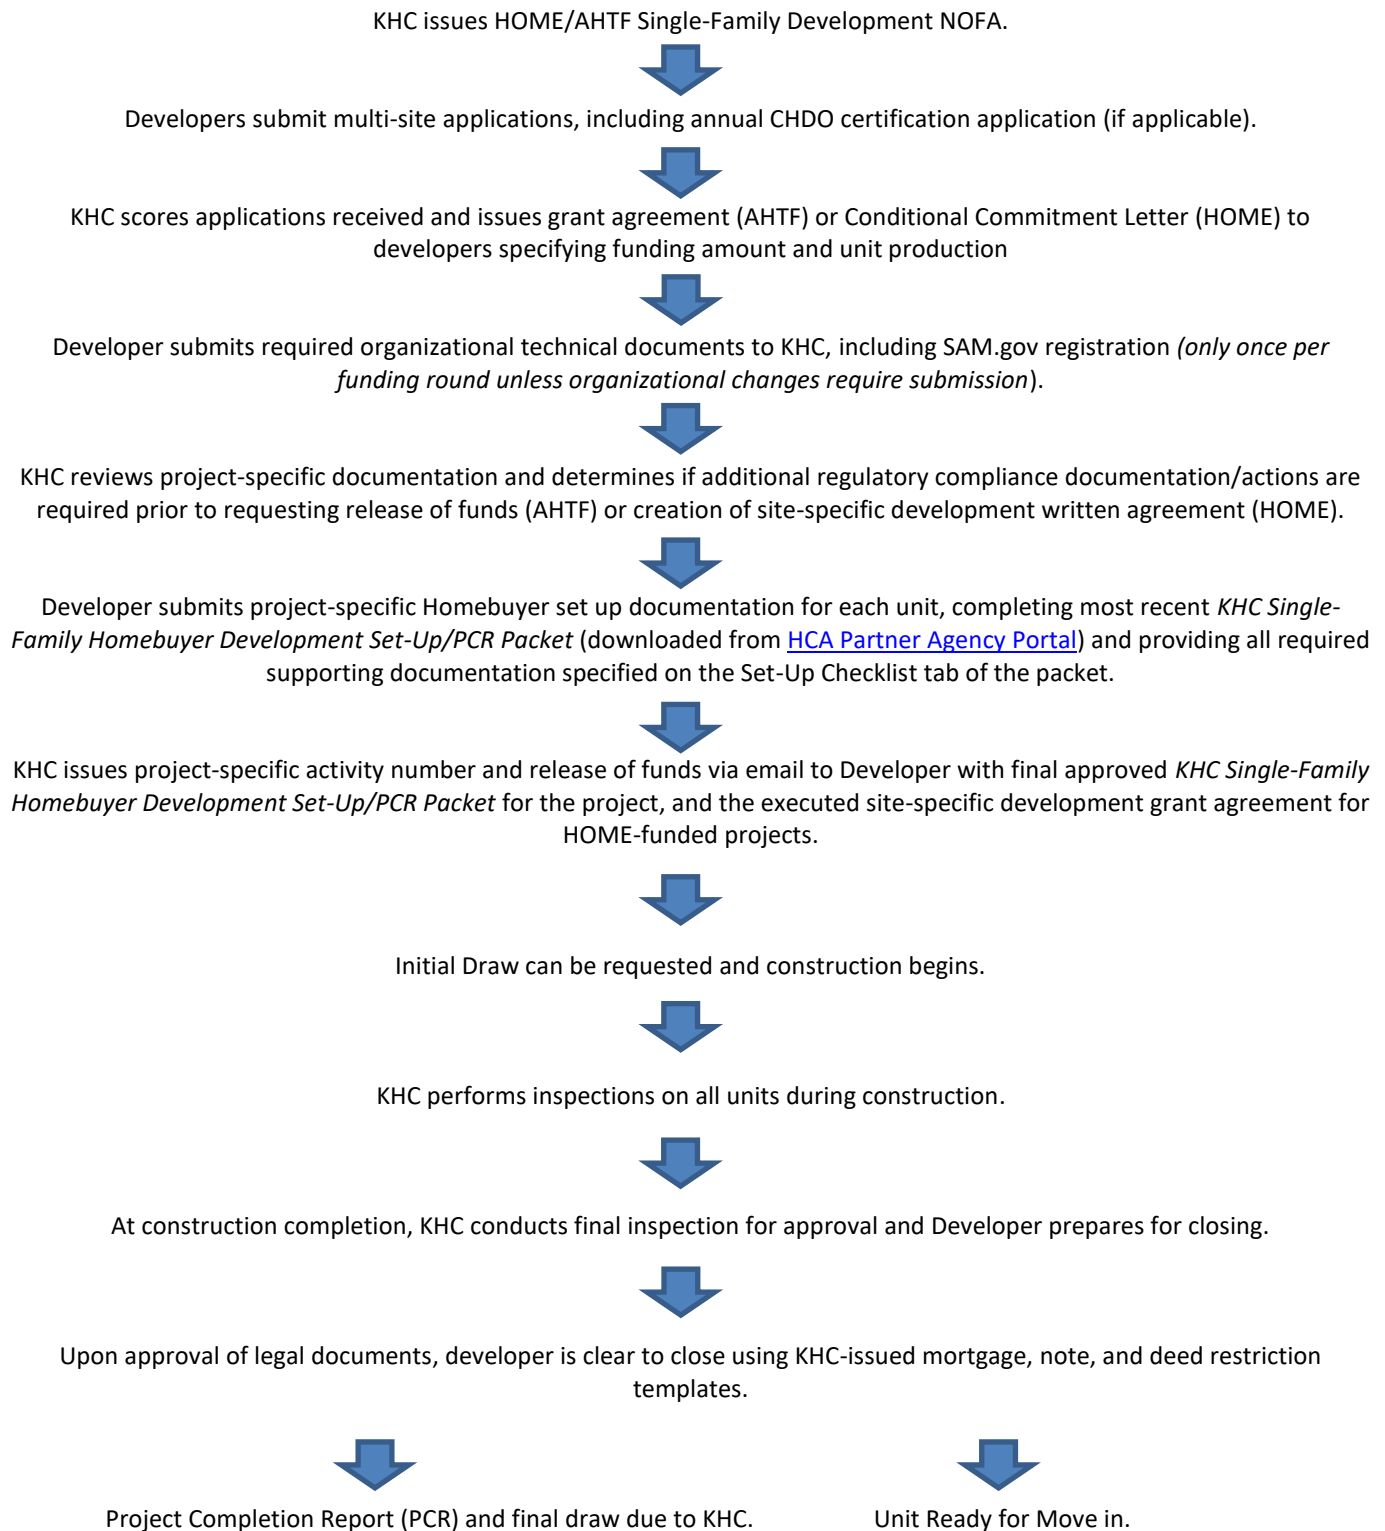 KHC issues HOME/AHTF Single-Family Development NOFA.
Developers submit multi-site applications, including annual CHDO certification application (if applicable).
KHC scores applications received and issues grant agreement (AHTF) or Conditional Commitment Letter (HOME) to
developers specifying funding amount and unit production
Developer submits required organizational technical documents to KHC, including SAM.gov registration (only once per
funding round unless organizational changes require submission).
KHC reviews project-specific documentation and determines if additional regulatory compliance documentation/actions are
required prior to requesting release of funds (AHTF) or creation of site-specific development written agreement (HOME).
Developer submits project-specific Homebuyer set up documentation for each unit, completing most recent KHC Single-
Family Homebuyer Development Set-Up/PCR Packet (downloaded from HCA Partner Agency Portal) and providing all required
supporting documentation specified on the Set-Up Checklist tab of the packet.
KHC issues project-specific activity number and release of funds via email to Developer with final approved KHC Single-Family
Homebuyer Development Set-Up/PCR Packet for the project, and the executed site-specific development grant agreement for
HOME-funded projects.
Initial Draw can be requested and construction begins.
KHC performs inspections on all units during construction.
At construction completion, KHC conducts final inspection for approval and Developer prepares for closing.
Upon approval of legal documents, developer is clear to close using KHC-issued mortgage, note, and deed restriction
templates.
Project Completion Report (PCR) and final draw due to KHC.
Unit Ready for Move in.